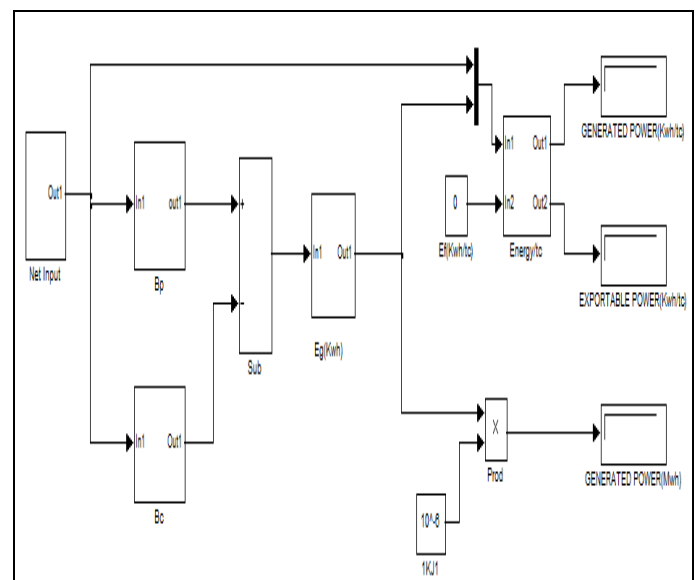 GENERATED POWER(Kwh/tc)
In1 Out1
Out1
In1 out1
+
0
In2 Out2
Net Input
Bp
In1 Out1
Ef(Kwh/tc)
Energy/tc
-
EXPORTABLE POWER(Kwh/tc)
Eg(Kwh)
Sub
In1 Out1
X
Bc
Prod
GENERATED POWER(Mwh)
10^-6
1KJ1